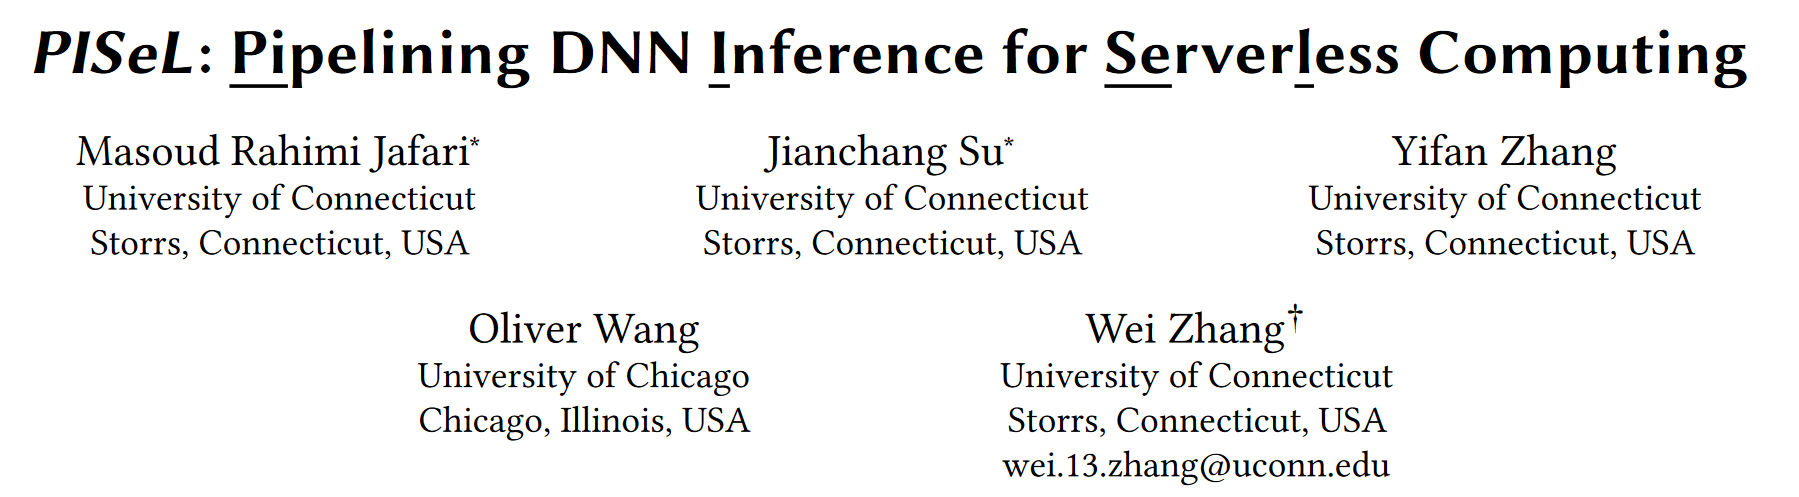 PISeL: Pipelining DNN Inference for Serverless Computing
Masoud Rahimi Jafari*
University of Connecticut
Storrs, Connecticut, USA
Jianchang Su*
University of Connecticut
Storrs, Connecticut, USA
Yifan Zhang
University of Connecticut
Storrs, Connecticut, USA
Oliver Wang
University of Chicago
Chicago, Illinois, USA
Wei Zhang†
University of Connecticut
Storrs, Connecticut, USA
wei.13.zhang@uconn.edu